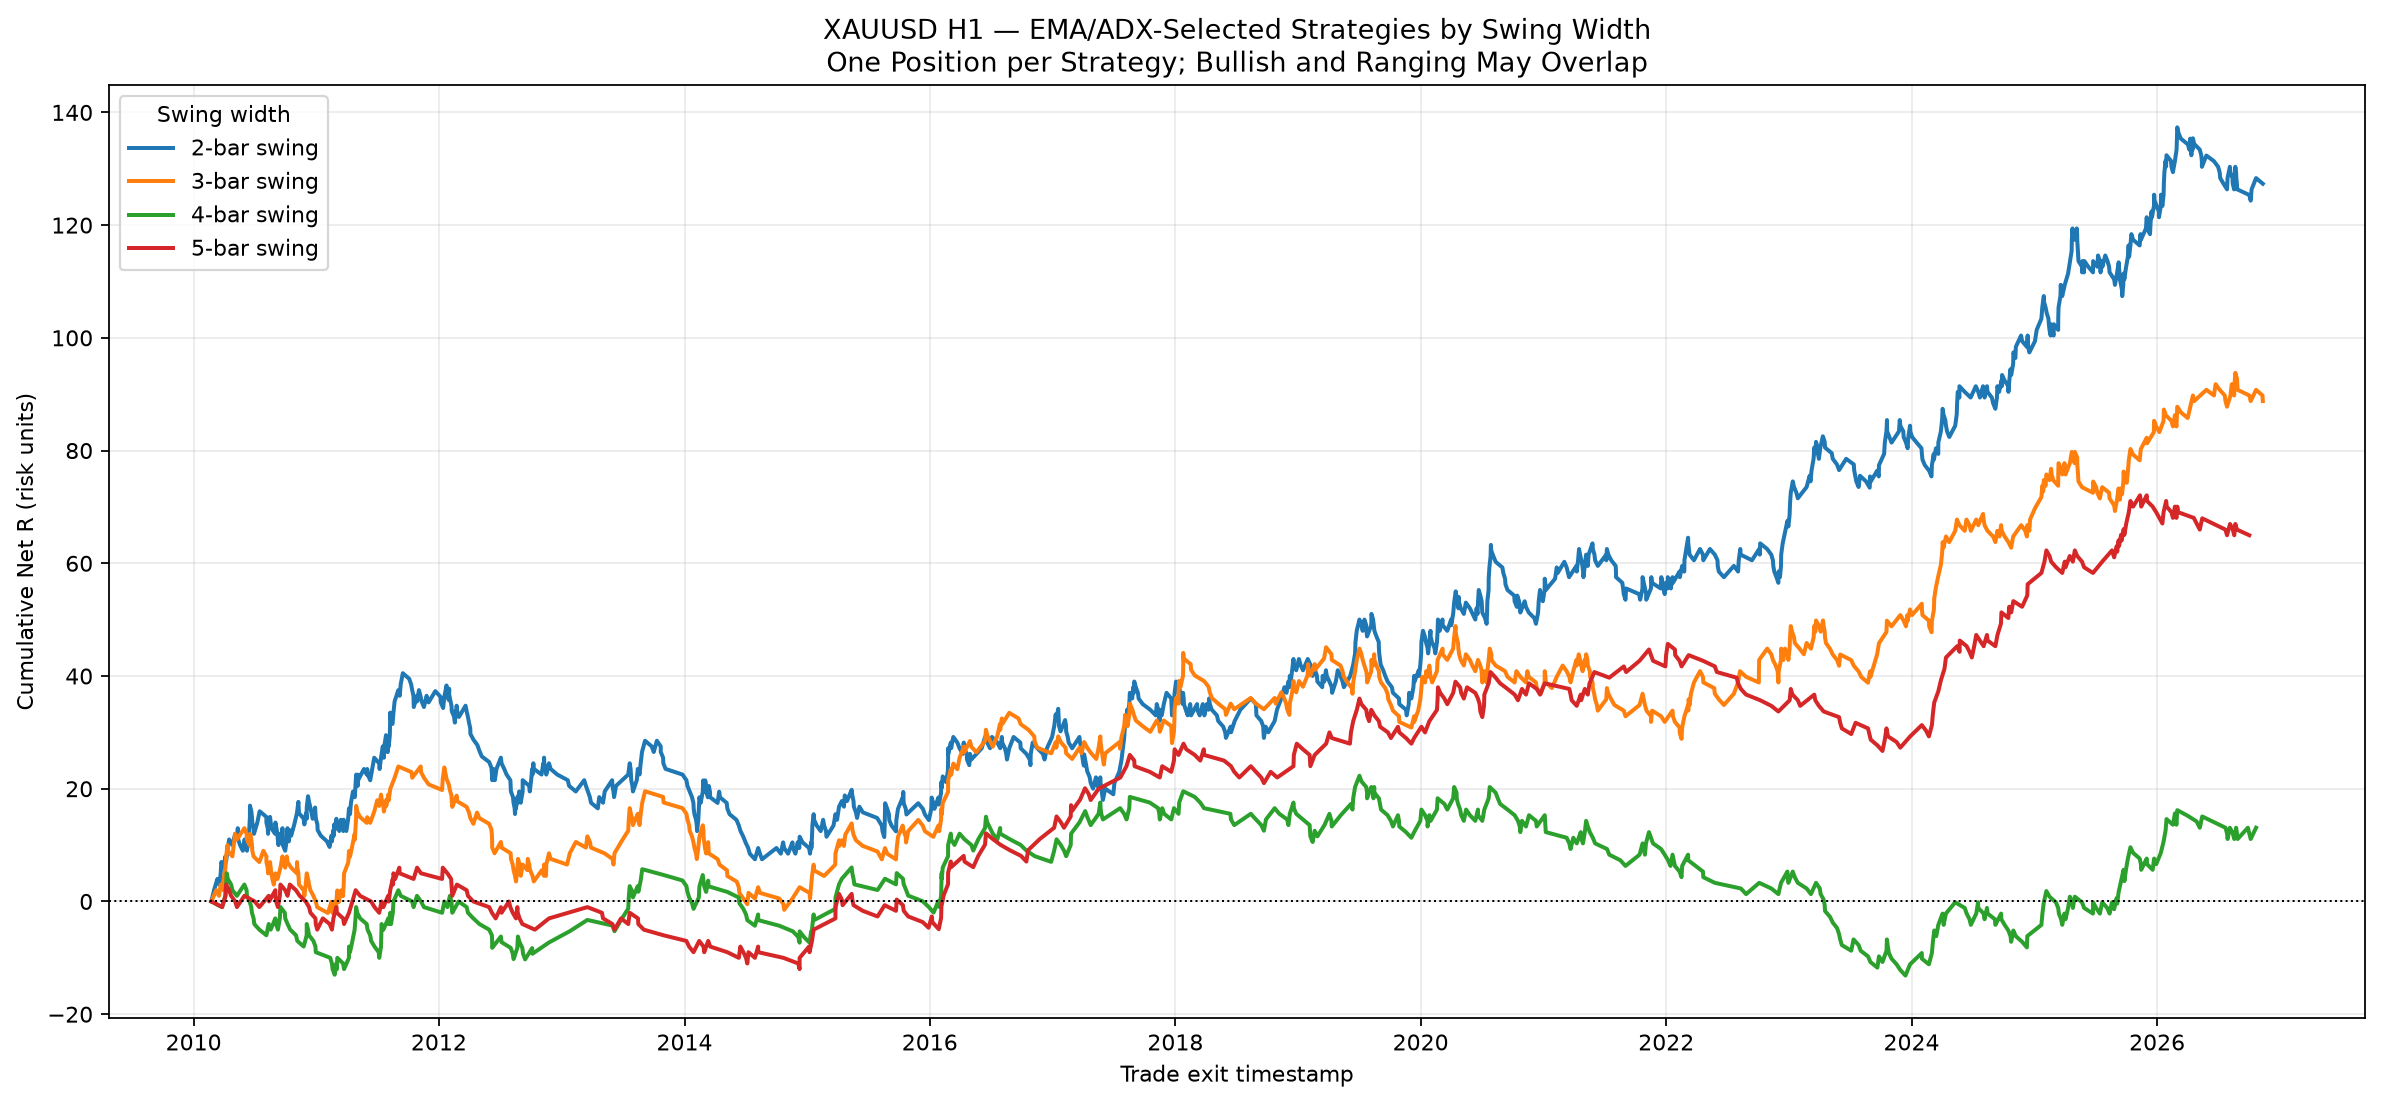 XAUUSD H1 — EMA/ADX-Selected Strategies by Swing Width
One Position per Strategy; Bullish and Ranging May Overlap
Swing width
2-bar swing
3-bar swing
4-bar swing
5-bar swing
Cumulative Net R (risk units)
140
120
100
80
60
40
20
0
−20
2010 2012 2014 2016 2018 2020 2022 2024 2026
Trade exit timestamp